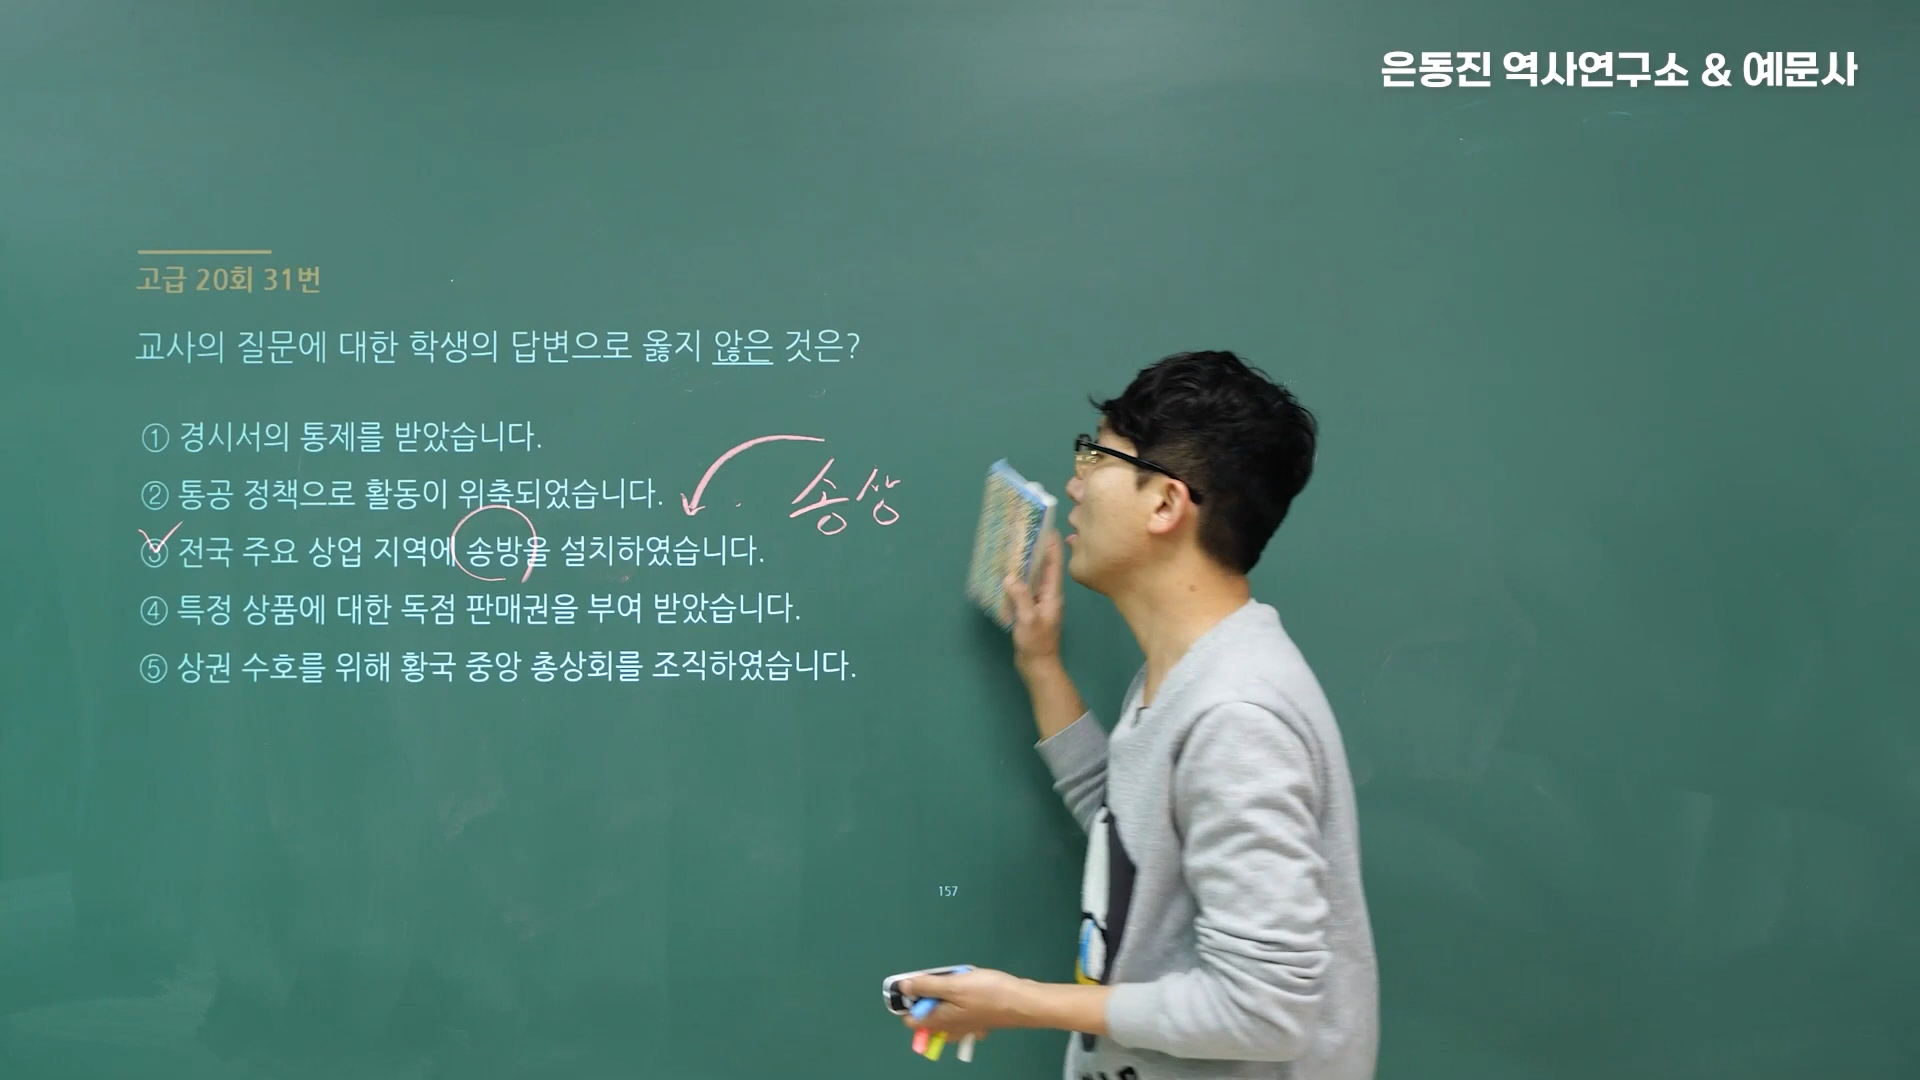 은동진 역사연구소 & 예문사
고급 20회 31번
교사의 질문에 대한 학생의 답변으로 옳지 않은 것은?
① 경시서의 통제를 받았습니다.
② 통공 정책으로 활동이 위축되었습니다.
송상
③ 전국 주요 상업 지역에 송방을 설치하였습니다.
④ 특정 상품에 대한 독점 판매권을 부여 받았습니다.
⑤ 상권 수호를 위해 황국 중앙 총상회를 조직하였습니다.
157